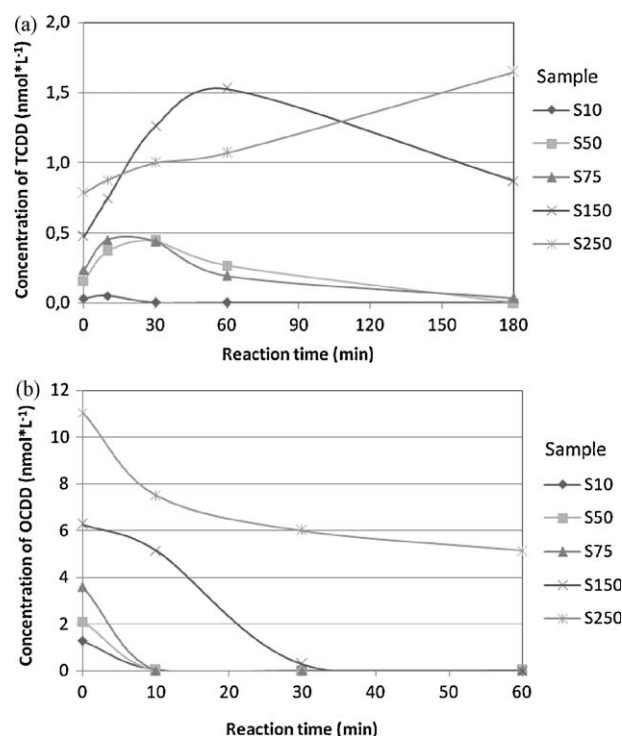 (a)
Concentration of TCDD (nmol*L-1)
2,0
1,5
1,0
0,5
0,0
0 30 60 90 120 150 180
Reaction time (min)
Sample
S10
S50
S75
S150
S250
(b)
Concentration of OCDD (nmol*L-1)
12
10
8
6
4
2
0
0 10 20 30 40 50 60
Reaction time (min)
Sample
S10
S50
S75
S150
S250